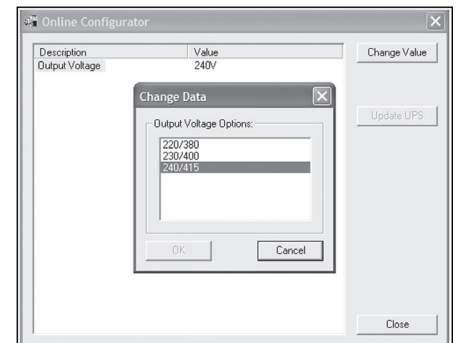 Online Configurator
Description Value
Output Voltage 240V
Change Value
Update UPS
Change Data
Output Voltage Options:
220/380
230/400
240/415
OK Cancel
Close